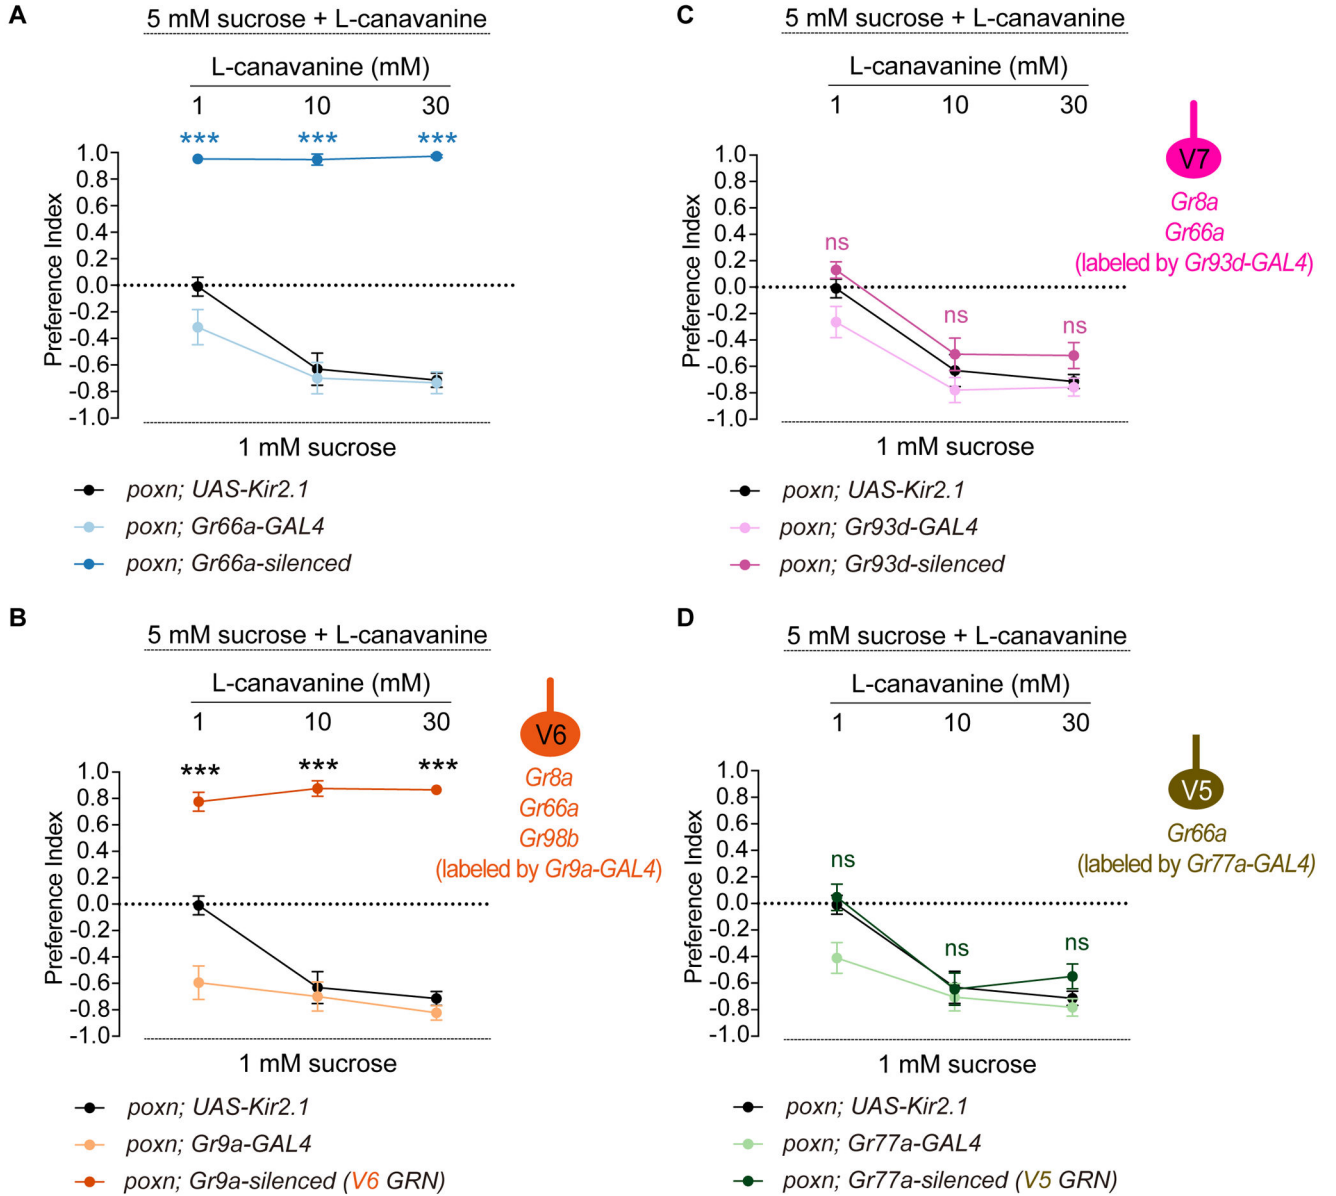 A
5 mM sucrose + L-canavanine
L-canavanine (mM)
1 10 30
*** *** ***
Preference Index
1.0
0.8
0.6
0.4
0.2
0.0
-0.2
-0.4
-0.6
-0.8
-1.0
1 mM sucrose
poxn; UAS-Kir2.1
poxn; Gr66a-GAL4
poxn; Gr66a-silenced
C
5 mM sucrose + L-canavanine
L-canavanine (mM)
1 10 30
ns
ns
ns
Preference Index
1.0
0.8
0.6
0.4
0.2
0.0
-0.2
-0.4
-0.6
-0.8
-1.0
1 mM sucrose
V7
Gr8a
Gr66a
(labeled by Gr93d-GAL4)
poxn; UAS-Kir2.1
poxn; Gr93d-GAL4
poxn; Gr93d-silenced
B
5 mM sucrose + L-canavanine
L-canavanine (mM)
1 10 30
*** *** ***
Preference Index
1.0
0.8
0.6
0.4
0.2
0.0
-0.2
-0.4
-0.6
-0.8
-1.0
1 mM sucrose
V6
Gr8a
Gr66a
Gr98b
(labeled by Gr9a-GAL4)
poxn; UAS-Kir2.1
poxn; Gr9a-GAL4
poxn; Gr9a-silenced (V6 GRN)
D
5 mM sucrose + L-canavanine
L-canavanine (mM)
1 10 30
ns
ns
ns
Preference Index
1.0
0.8
0.6
0.4
0.2
0.0
-0.2
-0.4
-0.6
-0.8
-1.0
1 mM sucrose
V5
Gr66a
(labeled by Gr77a-GAL4)
poxn; UAS-Kir2.1
poxn; Gr77a-GAL4
poxn; Gr77a-silenced (V5 GRN)